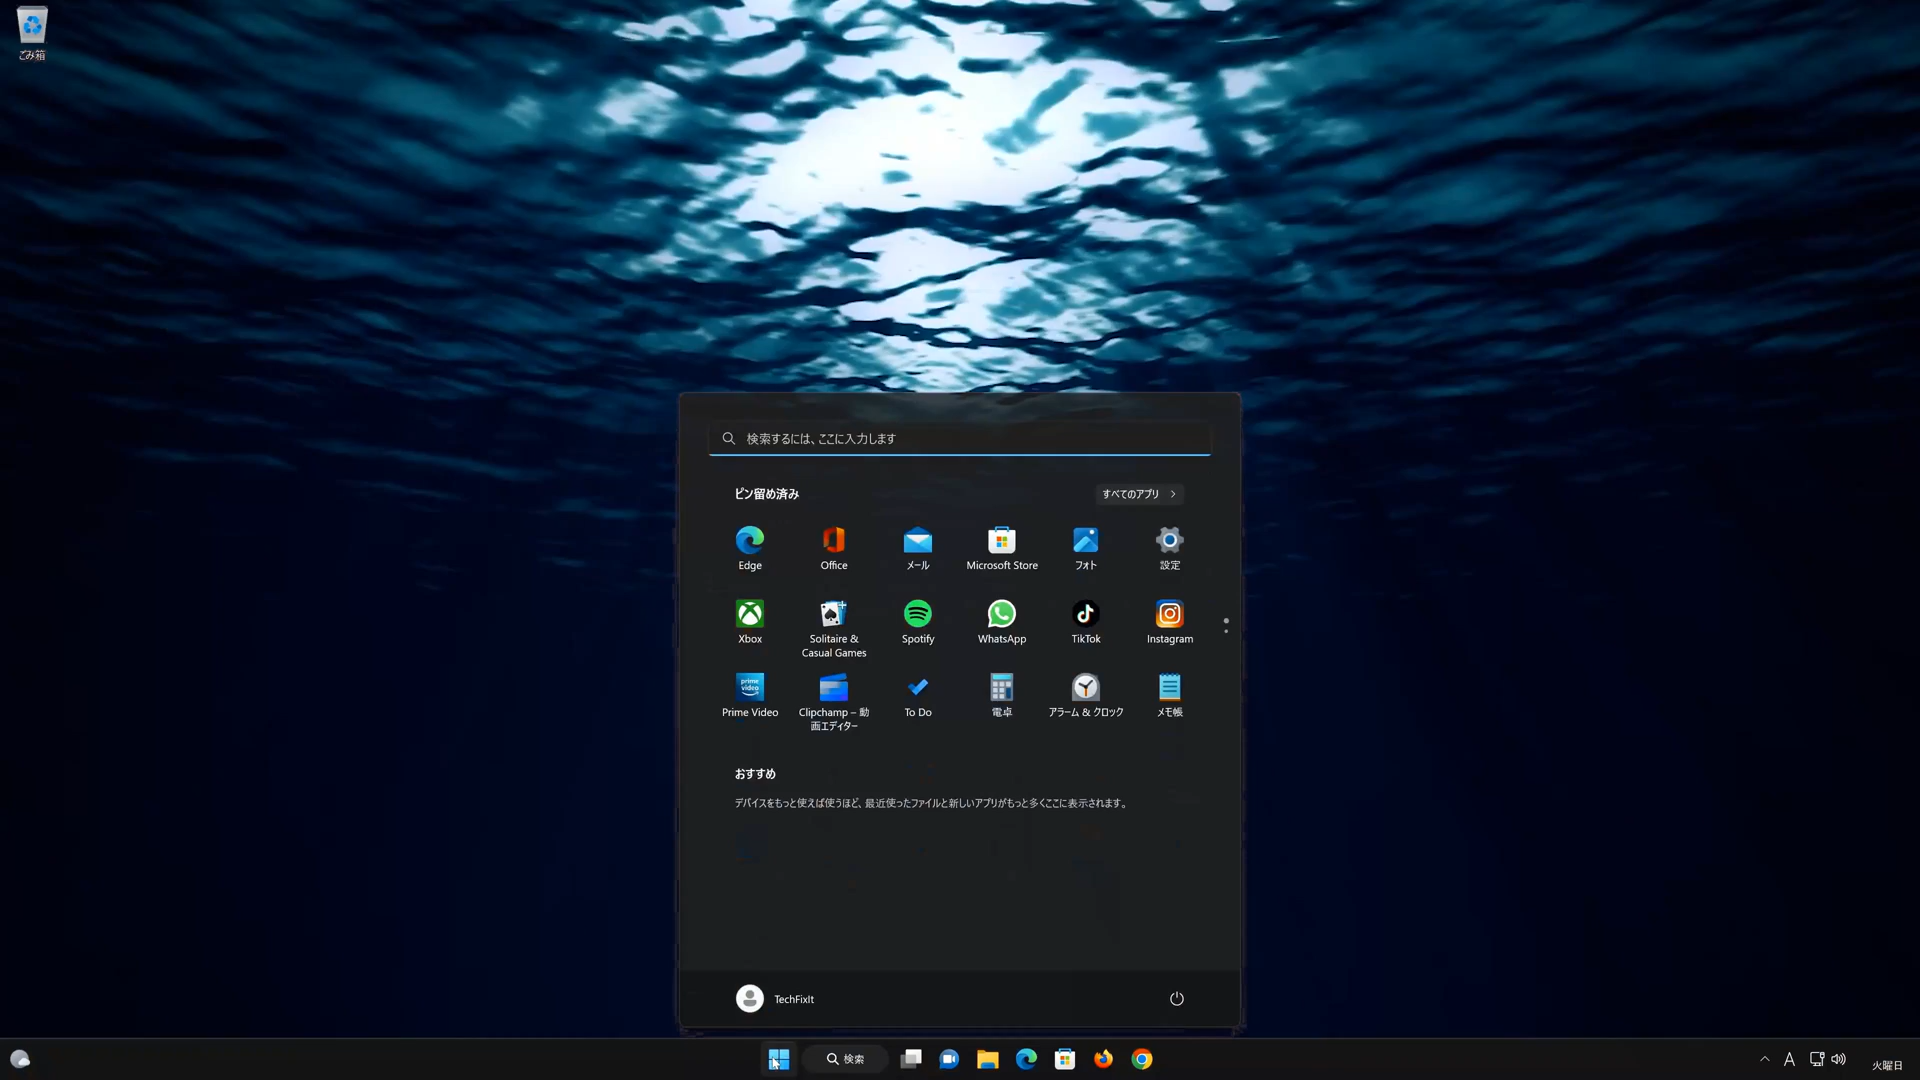 ごみ箱
検索するには、ここに入力します
ピン留め済み
すべてのアプリ
Edge
Office
メール
Microsoft Store
フォト
設定
Xbox
Solitaire &
Casual Games
Spotify
WhatsApp
TikTok
Instagram
prime
video
Prime Video
Clipchamp – 動
画エディター
To Do
電卓
アラーム & クロック
メモ帳
おすすめ
デバイスをもっと使えば使うほど、最近使ったファイルと新しいアプリがもっと多くここに表示されます。
TechFixIt
検索
A
火曜日